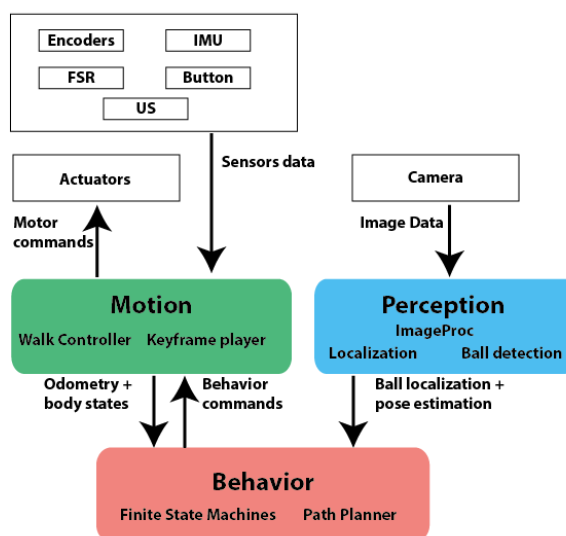 Encoders
IMU
FSR
Button
US
Sensors data
Actuators
Camera
Motor
commands
Image Data
Motion
Walk Controller
Keyframe player
Perception
ImageProc
Localization
Ball detection
Odometry +
body states
Behavior
commands
Ball localization +
pose estimation
Behavior
Finite State Machines
Path Planner